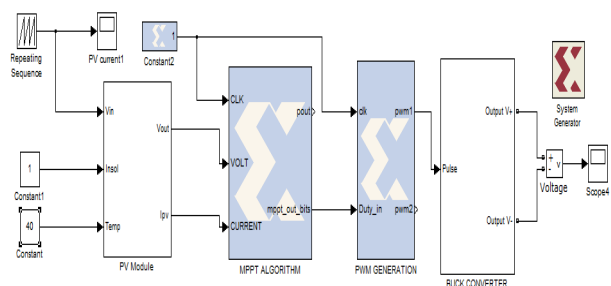 Repeating
Sequence
PV current1
1
Constant2
System
Generator
Vin
Insol
Temp
Vout
Ipv
PV Module
1
Constant1
40
Constant
CLK
VOLT
CURRENT
pout
mppt_out_bits
MPPT ALGORITHM
clk
Duty_in
pwm1
pwm2
PWM GENERATION
Pulse
Output V+
Output V-
BUCK CONVERTER
+
-
v
Voltage
Scope4